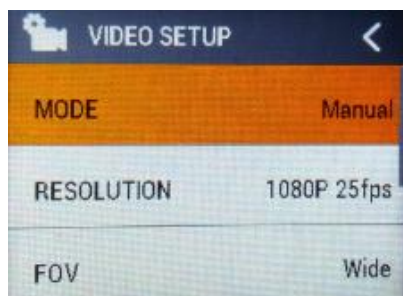 VIDEO SETUP
MODE Manual
RESOLUTION 1080P 25fps
FOV Wide